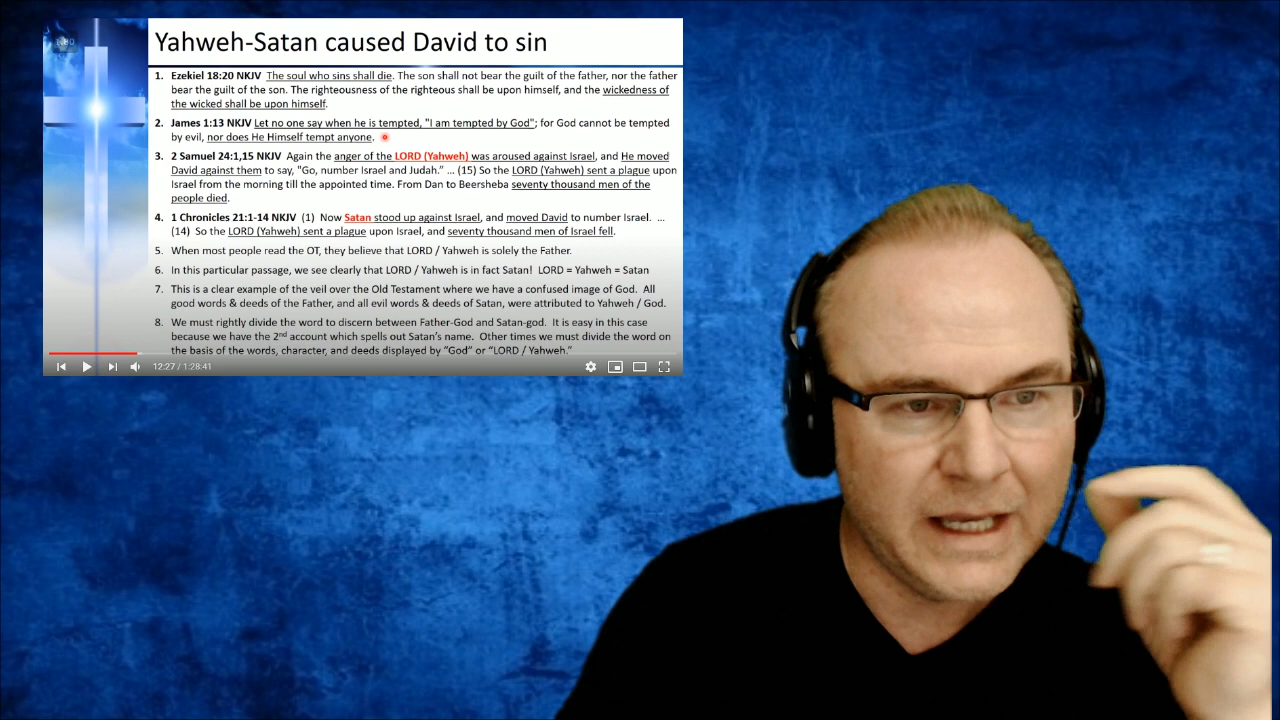 Yahweh-Satan caused David to sin
1. Ezekiel 18:20 NKJV The soul who sins shall die. The son shall not bear the guilt of the father, nor the father
bear the guilt of the son. The righteousness of the righteous shall be upon himself, and the wickedness of
the wicked shall be upon himself.
2. James 1:13 NKJV Let no one say when he is tempted, "I am tempted by God"; for God cannot be tempted
by evil, nor does He Himself tempt anyone.
3. 2 Samuel 24:1,15 NKJV Again the anger of the LORD (Yahweh) was aroused against Israel, and He moved
David against them to say, "Go, number Israel and Judah." ... (15) So the LORD (Yahweh) sent a plague upon
Israel from the morning till the appointed time. From Dan to Beersheba seventy thousand men of the
people died.
4. 1 Chronicles 21:1-14 NKJV (1) Now Satan stood up against Israel, and moved David to number Israel. ...
(14) So the LORD (Yahweh) sent a plague upon Israel, and seventy thousand men of Israel fell.
5. When most people read the OT, they believe that LORD / Yahweh is solely the Father.
6. In this particular passage, we see clearly that LORD / Yahweh is in fact Satan! LORD = Yahweh = Satan
7. This is a clear example of the veil over the Old Testament where we have a confused image of God. All
good words & deeds of the Father, and all evil words & deeds of Satan, were attributed to Yahweh / God.
8. We must rightly divide the word to discern between Father-God and Satan-god. It is easy in this case
because we have the 2nd account which spells out Satan's name. Other times we must divide the word on
the basis of the words, character, and deeds displayed by "God" or "LORD / Yahweh."
12:27 / 1:28:41